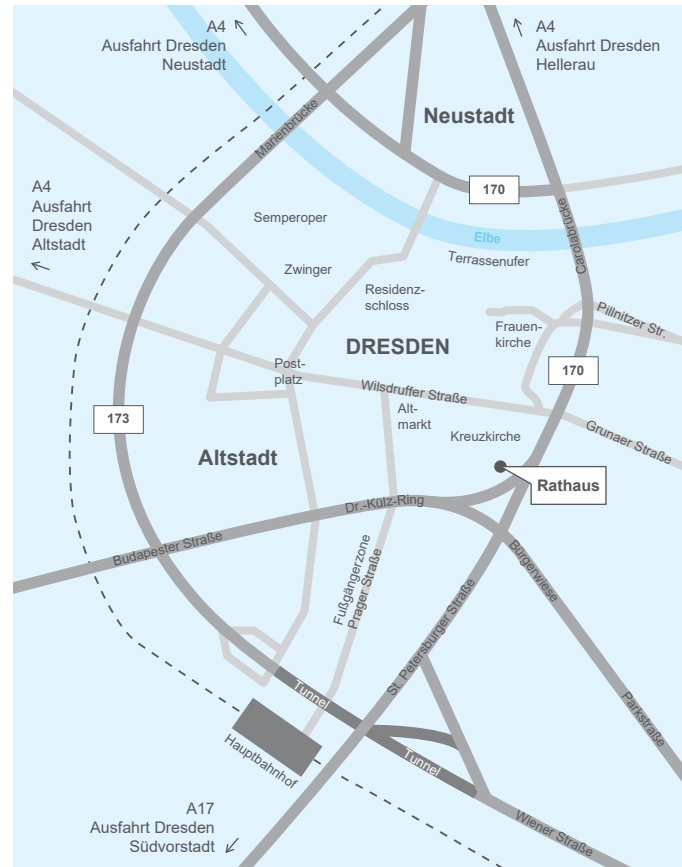 A4
Ausfahrt Dresden
Neustadt
A4
Ausfahrt Dresden
Hellerau
Neustadt
Marienbrücke
170
A4
Ausfahrt
Dresden
Altstadt
Semperoper
Carolabrücke
Elbe
Terrassenufer
Zwinger
Residenz-
schloss
Pillnitzer Str.
Frauen-
kirche
DRESDEN
Post-
platz
170
Wilsdruffer Straße
173
Alt-
markt
Kreuzkirche
Grunaer Straße
Altstadt
Rathaus
Dr.-Külz-Ring
Budapester Straße
Bürgerwiese
Fußgängerzone
Prager Straße
St. Petersburger Straße
Tunnel
Parkstraße
Hauptbahnhof
Tunnel
Wiener Straße
A17
Ausfahrt Dresden
Südvorstadt